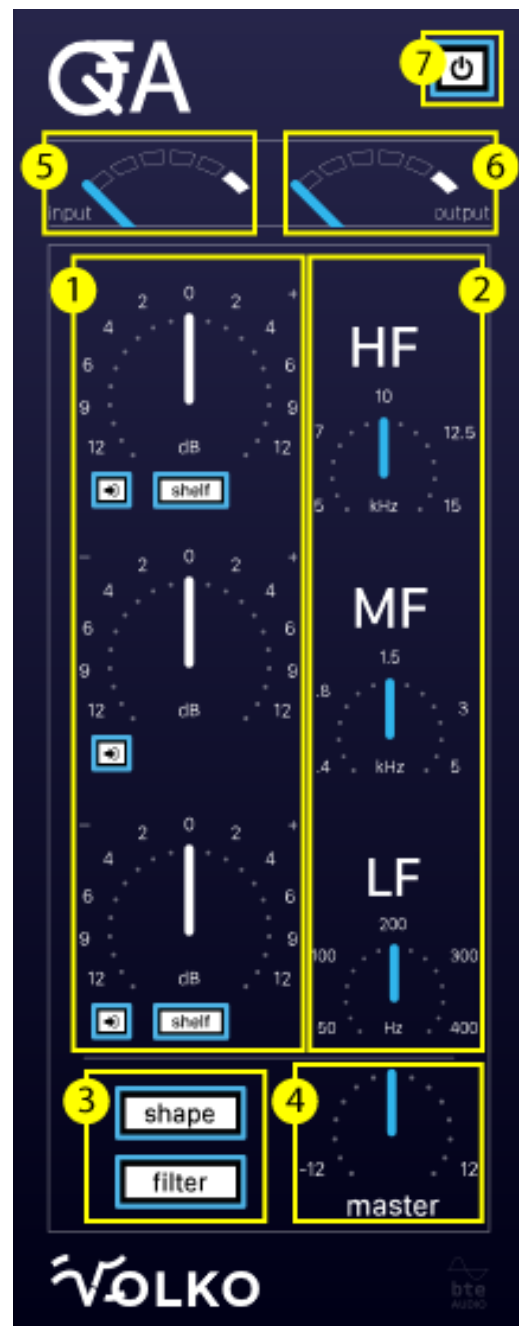 QFA
7
5
6
input
output
1
2
- 0 +
2 2
4 4
6 6
9 9
12 dB 12
shelf
HF
10
7 12.5
5 kHz 15
- 0 +
2 2
4 4
6 6
9 9
12 dB 12
MF
1.5
.8 3
.4 kHz 5
- 0 +
2 2
4 4
6 6
9 9
12 dB 12
shelf
LF
200
100 300
50 Hz 400
3
shape
filter
4
-12 12
master
VOLKO
bte
AUDIO